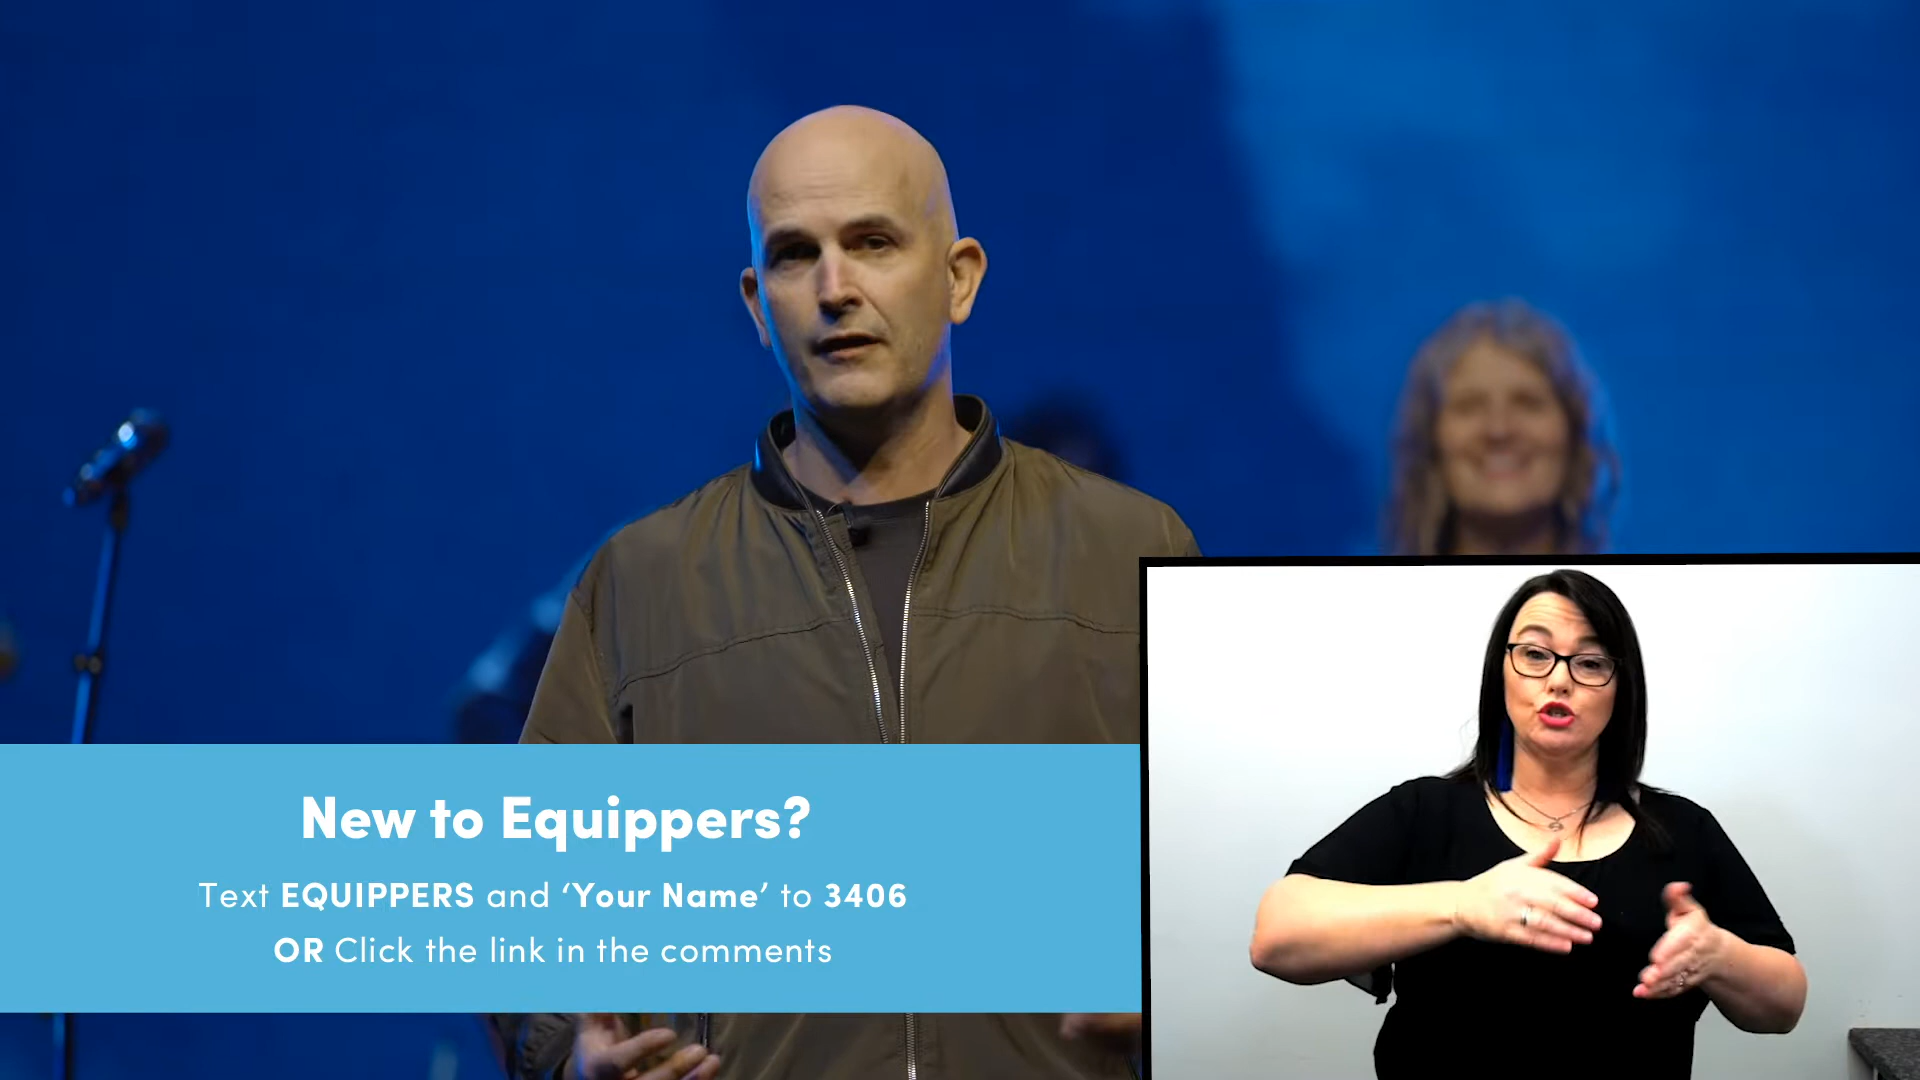 New to Equippers?
Text EQUIPPERS and ‘Your Name’ to 3406
OR Click the link in the comments